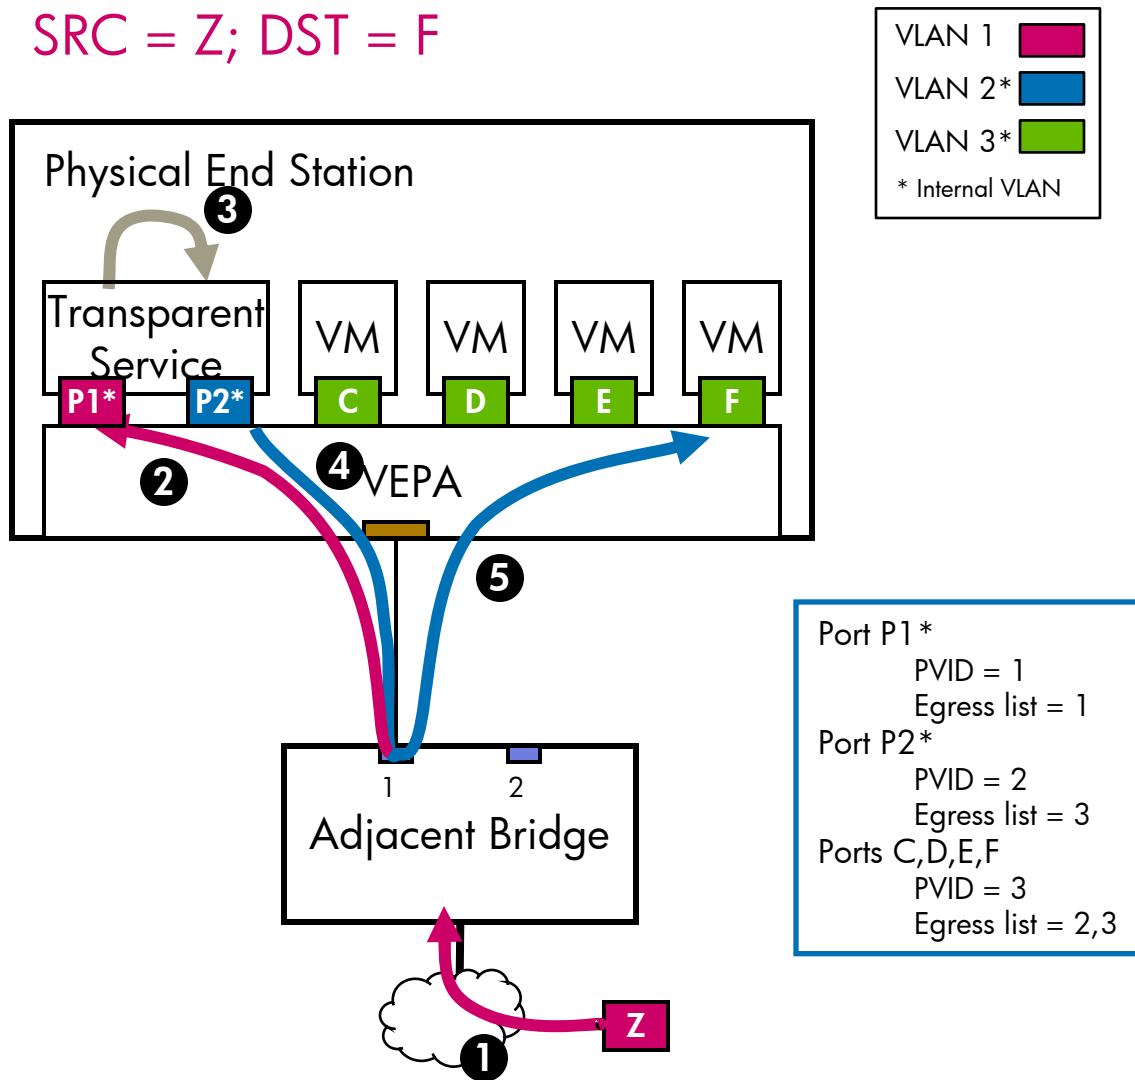 SRC = Z; DST = F
VLAN 1
VLAN 2*
VLAN 3*
* Internal VLAN
Physical End Station
3
Transparent
Service
VM
VM
VM
VM
P1*
P2*
C
D
E
F
2
4
VEPA
5
Port P1*
PVID = 1
Egress list = 1
Port P2*
PVID = 2
Egress list = 3
Ports C,D,E,F
PVID = 3
Egress list = 2,3
1
2
Adjacent Bridge
Z
1